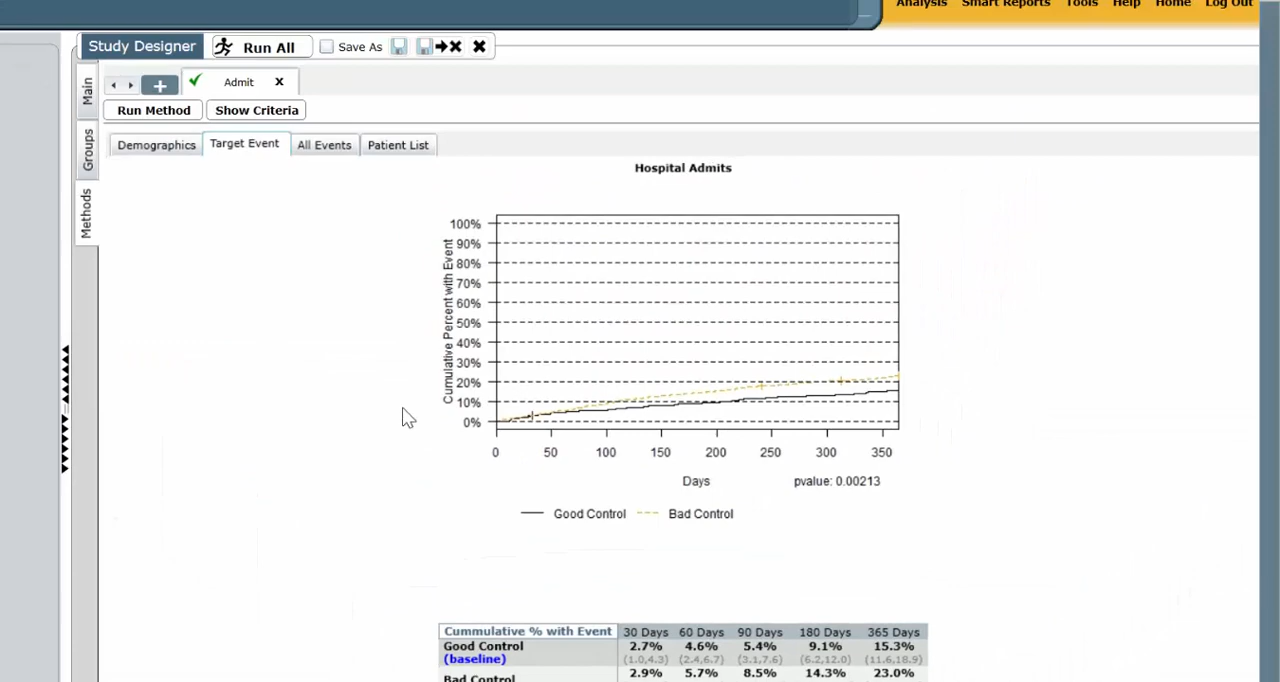 Analysis Smart Reports Tools Help Home Log Out
Study Designer Run All Save As
Main
Groups
Methods
+ Admit x
Run Method Show Criteria
Demographics Target Event All Events Patient List
Hospital Admits
Cumulative Percent with Event
100%
90%
80%
70%
60%
50%
40%
30%
20%
10%
0%
0 50 100 150 200 250 300 350
Days pvalue: 0.00213
Good Control Bad Control
Cummulative % with Event 30 Days 60 Days 90 Days 180 Days 365 Days
Good Control 2.7% 4.6% 5.4% 9.1% 15.3%
(baseline) (1.0,4.3) (2.4,6.7) (3.1,7.6) (6.2,12.0) (11.6,18.9)
Bad Control 2.9% 5.7% 8.5% 14.3% 23.0%